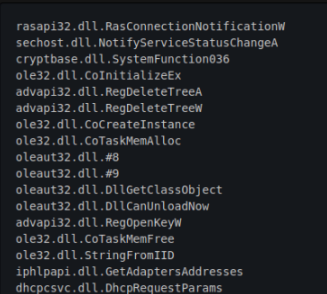 rasapi32.dll.RasConnectionNotificationW
sechost.dll.NotifyServiceStatusChangeA
cryptbase.dll.SystemFunction036
ole32.dll.CoInitializeEx
advapi32.dll.RegDeleteTreeA
advapi32.dll.RegDeleteTreeW
ole32.dll.CoCreateInstance
ole32.dll.CoTaskMemAlloc
oleaut32.dll.#8
oleaut32.dll.#9
oleaut32.dll.DllGetClassObject
oleaut32.dll.DllCanUnloadNow
advapi32.dll.RegOpenKeyW
ole32.dll.CoTaskMemFree
ole32.dll.StringFromIID
iphlpapi.dll.GetAdaptersAddresses
dhcpcsvc.dll.DhcpRequestParams